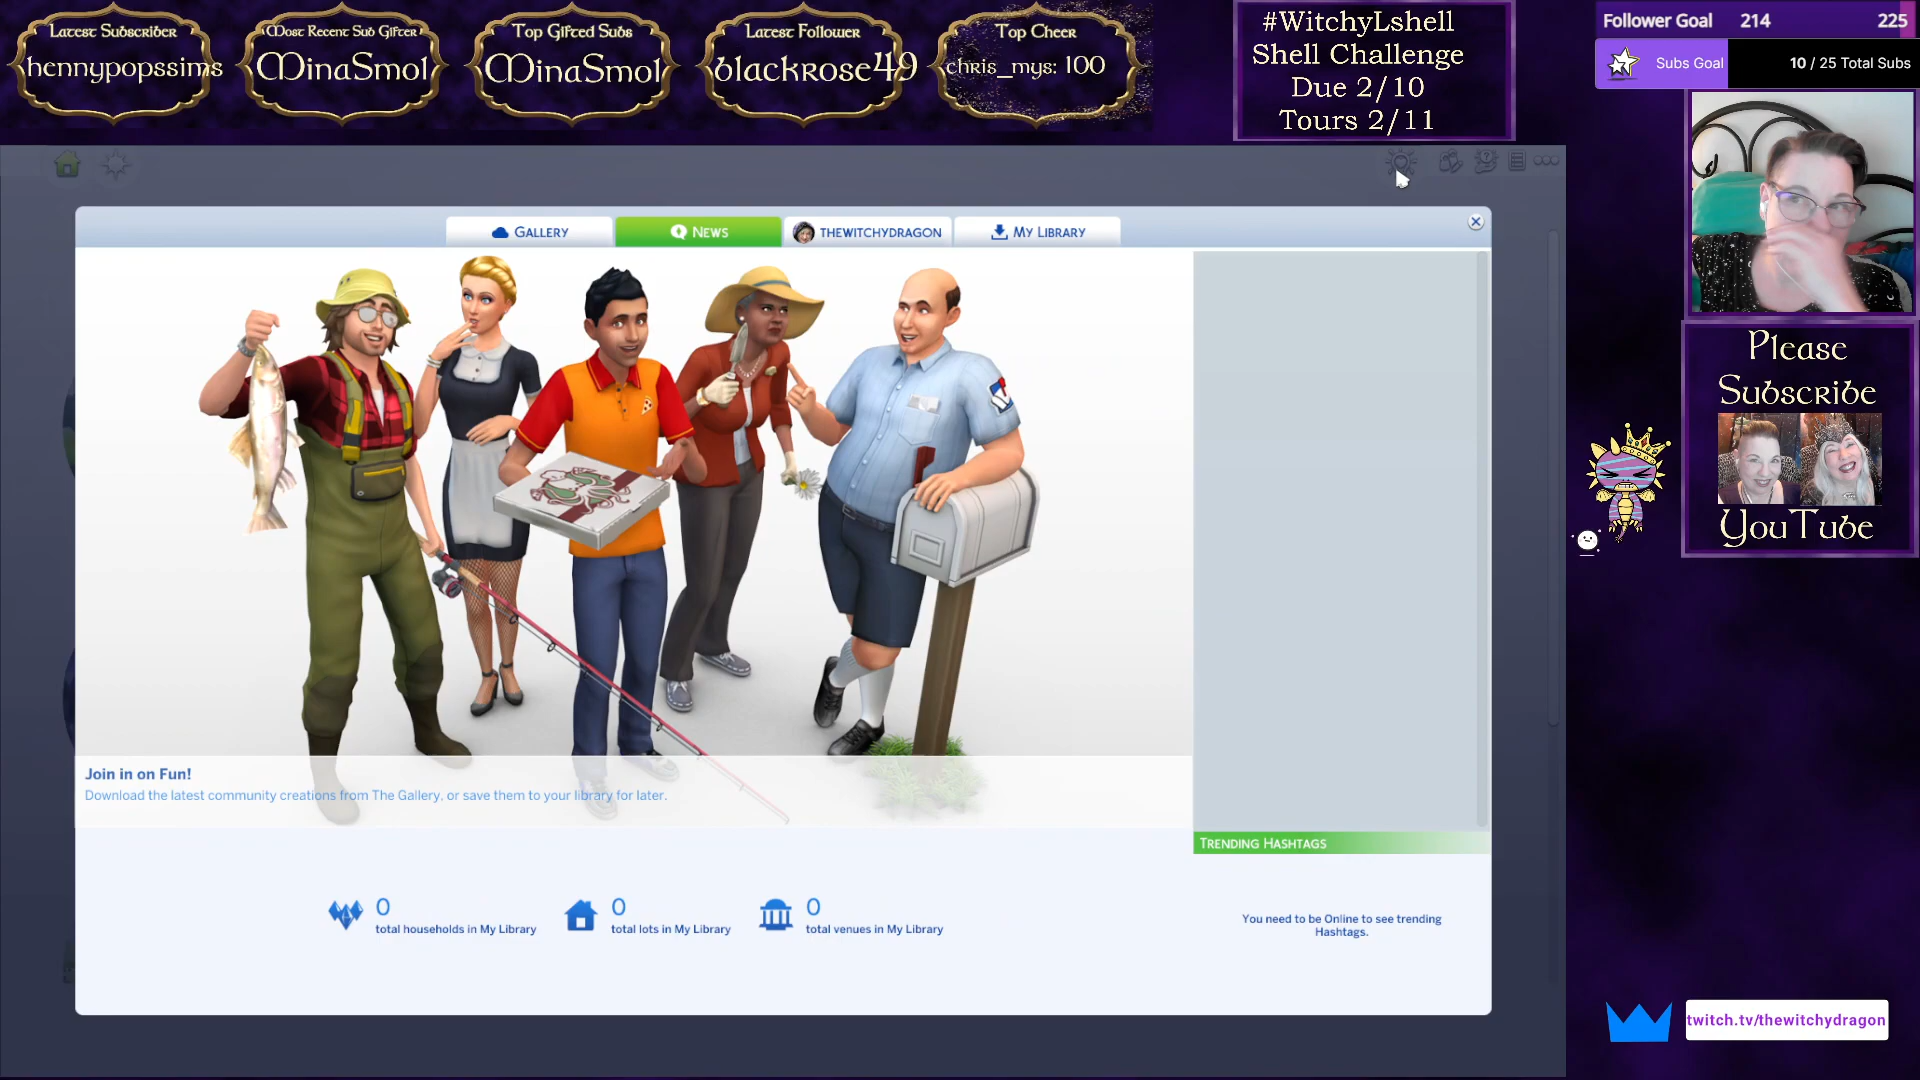 Latest Subscriber
hennypopssims
Most Recent Sub Gifter
MinaSmol
Top Gifted Subs
MinaSmol
Latest Follower
blackrose49
Top Cheer
chris_mys: 100
#WitchyLshell
Shell Challenge
Due 2/10
Tours 2/11
Follower Goal 214 225
Subs Goal 10 / 25 Total Subs
GALLERY
NEWS
THEWITCHYDRAGON
MY LIBRARY
Please
Subscribe
YouTube
Join in on Fun!
Download the latest community creations from The Gallery, or save them to your library for later.
TRENDING HASHTAGS
0
total households in My Library
0
total lots in My Library
0
total venues in My Library
You need to be Online to see trending
Hashtags.
twitch.tv/thewitchydragon